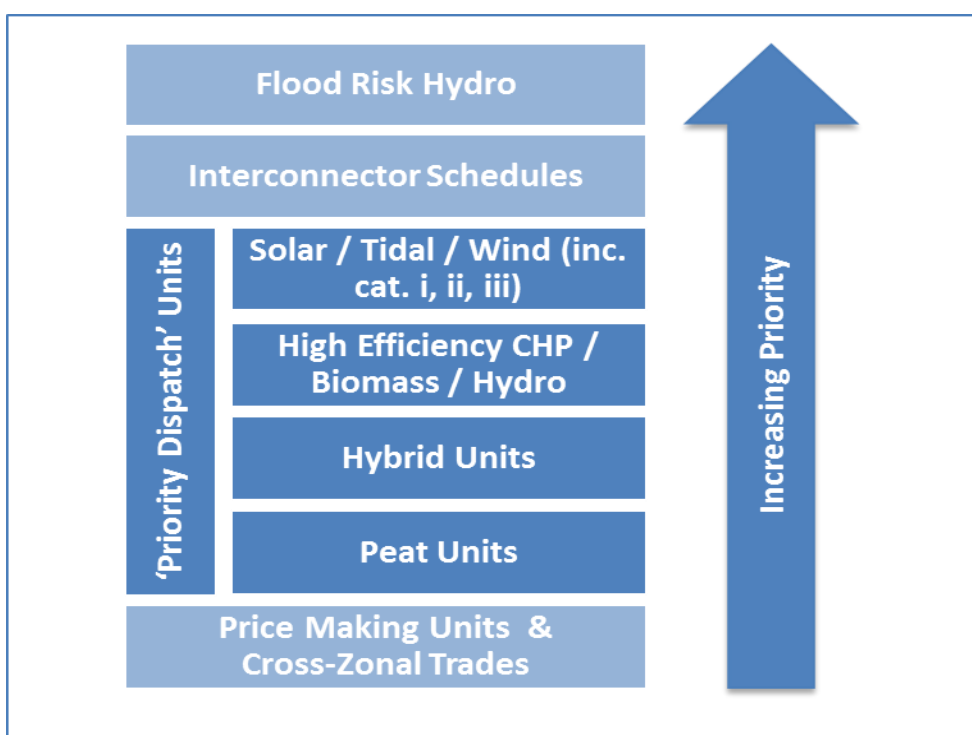 Flood Risk Hydro
Interconnector Schedules
‘Priority Dispatch’ Units
Solar / Tidal / Wind (inc.
cat. i, ii, iii)
High Efficiency CHP /
Biomass / Hydro
Hybrid Units
Peat Units
Price Making Units &
Cross-Zonal Trades
Increasing Priority